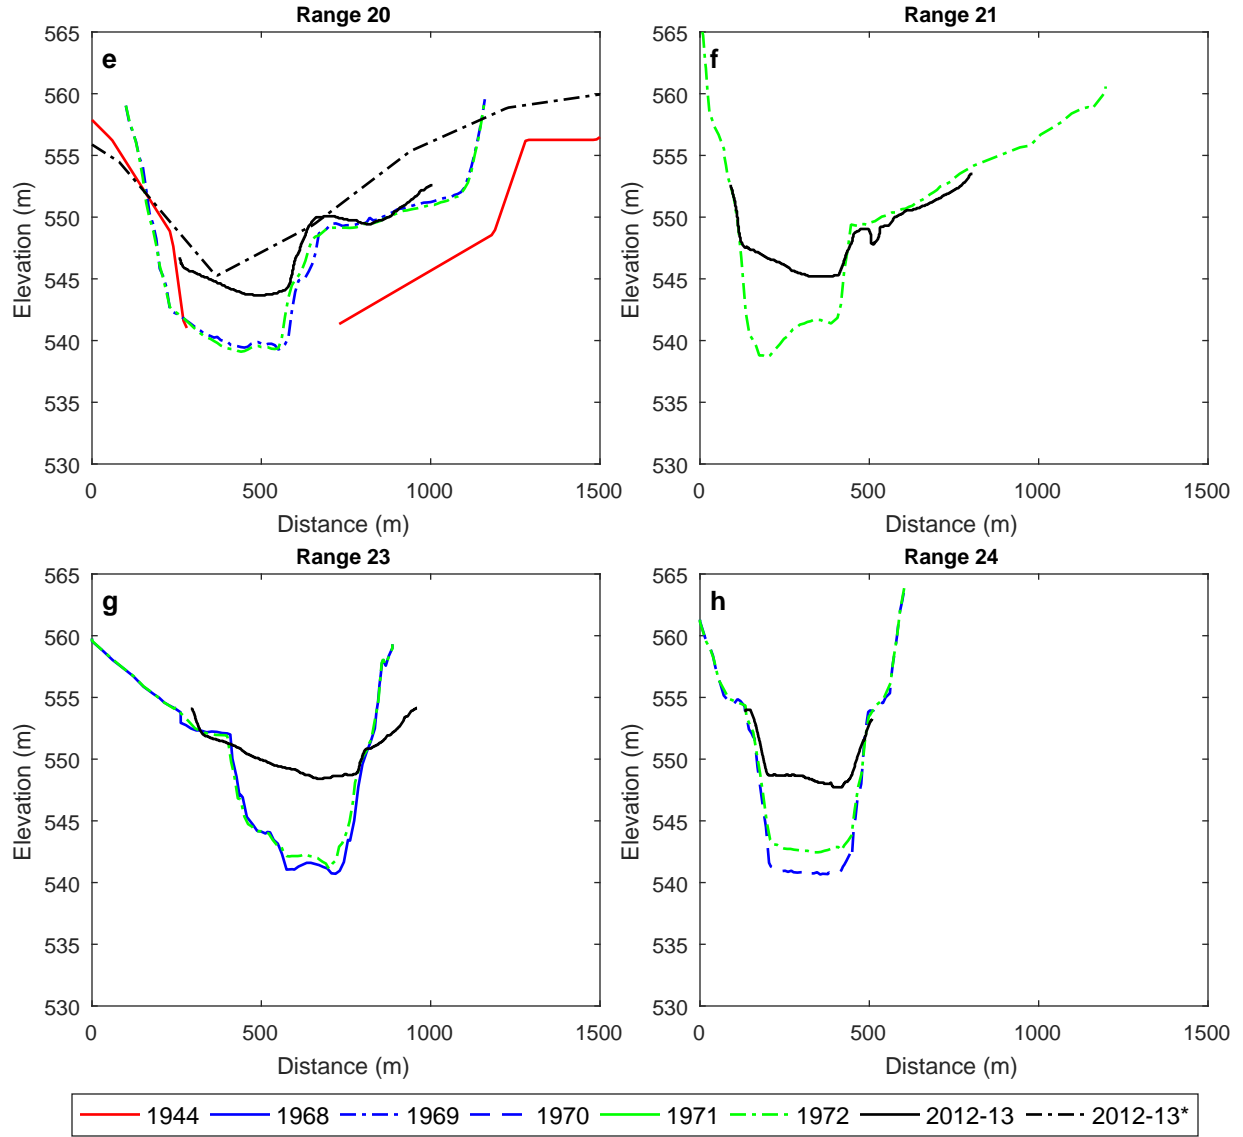 Range 20
e
565
560
555
550
545
540
535
530
Elevation (m)
0 500 1000 1500
Distance (m)
Range 21
f
565
560
555
550
545
540
535
530
Elevation (m)
0 500 1000 1500
Distance (m)
Range 23
g
565
560
555
550
545
540
535
530
Elevation (m)
0 500 1000 1500
Distance (m)
Range 24
h
565
560
555
550
545
540
535
530
Elevation (m)
0 500 1000 1500
Distance (m)
1944 1968 1969 1970 1971 1972 2012-13 2012-13*